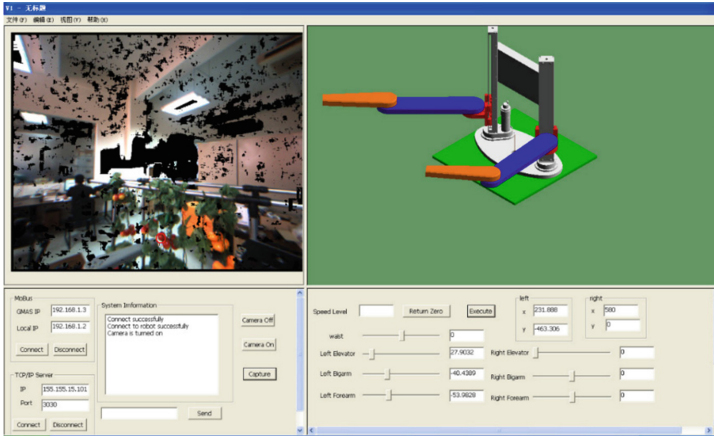 V1 - 无标题
文件(F) 编辑(E) 视图(V) 帮助(H)
MoBus
GMAS IP 192.168.1.3
Local IP 192.168.1.2
Connect Disconnect
TCP/IP Server
IP 155.155.15.101
Port 3030
Connect Disconnect
System Imformation
Connect successfully
Connect to robot successfully
Camera is turned on
Send
Camera Off
Camera On
Capture
Speed Level Return Zero Execute
left
x 231.888
y -463.306
right
x 580
y 0
waist 0
Left Elevator 27.9032 Right Elevator 0
Left Bigarm -40.4389 Right Bigarm 0
Left Forearm -53.9828 Right Forearm 0